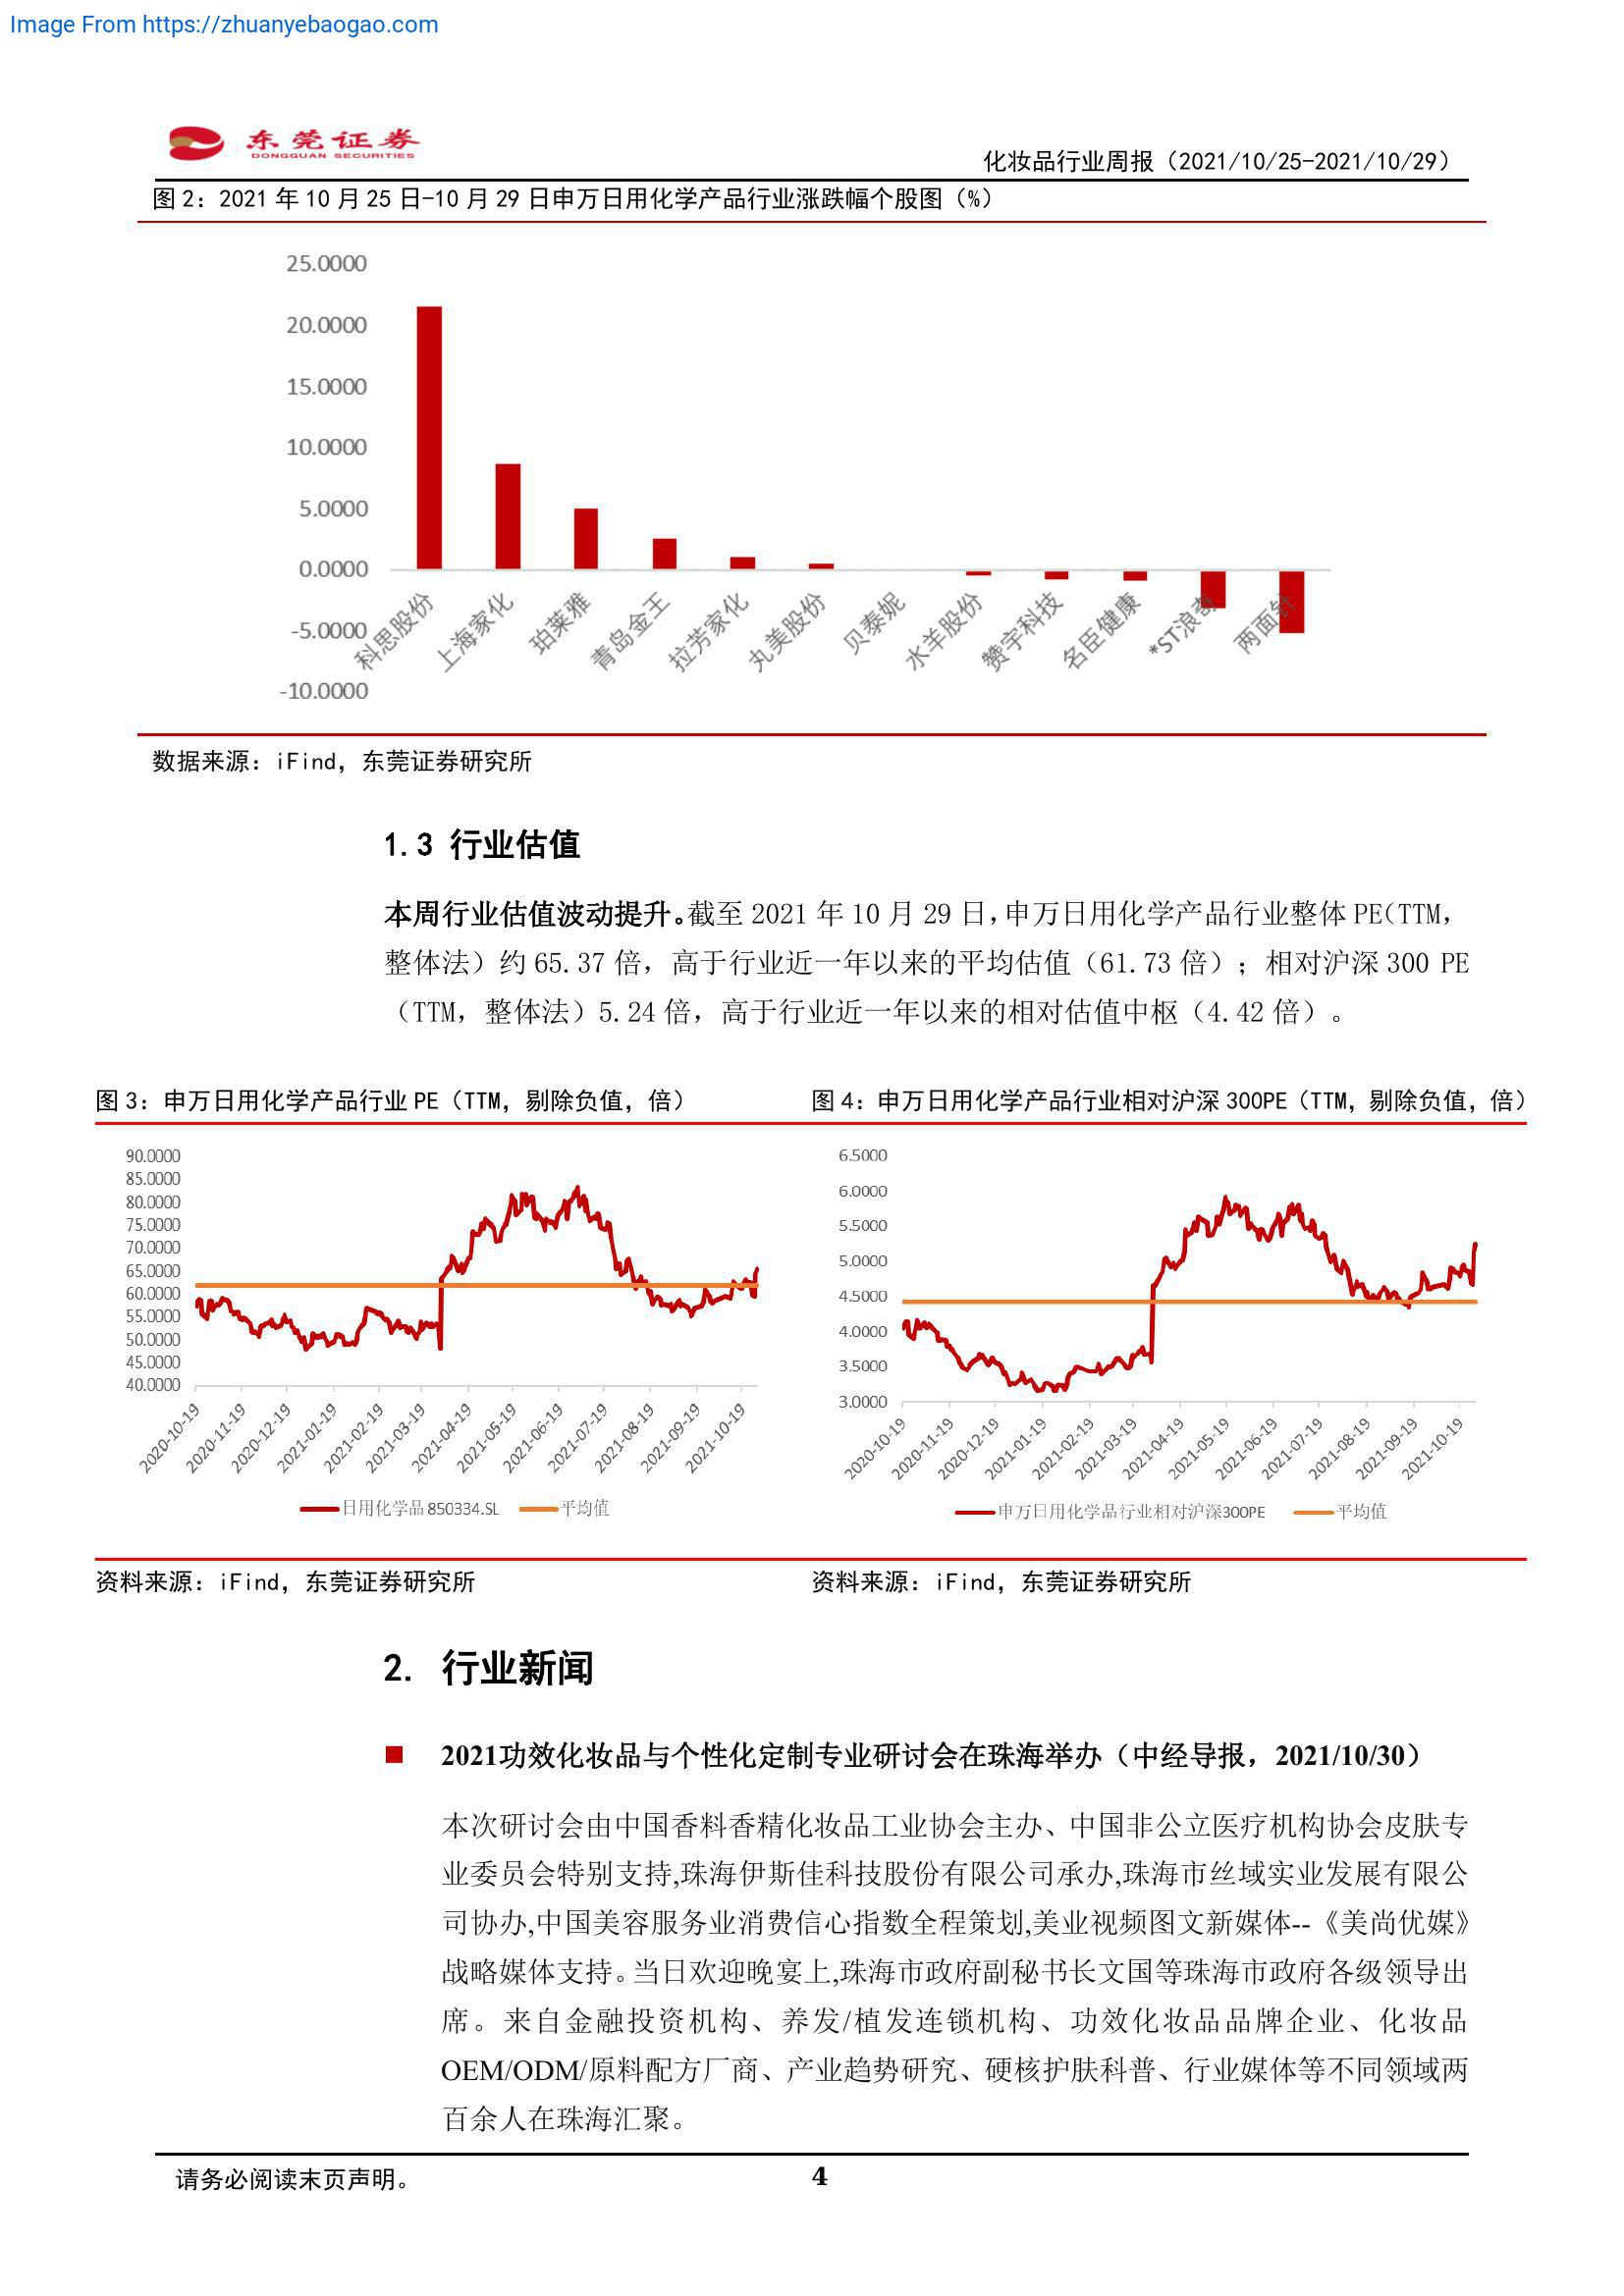 Image From https://zhuanyebaogao.com
东莞证券
DONGGUAN SECURITIES
化妆品行业周报（2021/10/25-2021/10/29）
图 2：2021 年 10 月 25 日-10 月 29 日申万日用化学产品行业涨跌幅个股图（%）
25.0000
20.0000
15.0000
10.0000
5.0000
0.0000
-5.0000
-10.0000
科思股份
上海家化
珀莱雅
青岛金王
拉芳家化
丸美股份
贝泰妮
水羊股份
赞宇科技
名臣健康
*ST浪奇
两面针
数据来源：iFind，东莞证券研究所
1.3 行业估值
本周行业估值波动提升。截至 2021 年 10 月 29 日，申万日用化学产品行业整体 PE（TTM，
整体法）约 65.37 倍，高于行业近一年以来的平均估值（61.73 倍）；相对沪深 300 PE
（TTM，整体法）5.24 倍，高于行业近一年以来的相对估值中枢（4.42 倍）。
图 3：申万日用化学产品行业 PE（TTM，剔除负值，倍）
90.0000
85.0000
80.0000
75.0000
70.0000
65.0000
60.0000
55.0000
50.0000
45.0000
40.0000
2020-10-19
2020-11-19
2020-12-19
2021-01-19
2021-02-19
2021-03-19
2021-04-19
2021-05-19
2021-06-19
2021-07-19
2021-08-19
2021-09-19
2021-10-19
日用化学品 850334.SL
平均值
资料来源：iFind，东莞证券研究所
图 4：申万日用化学产品行业相对沪深 300PE（TTM，剔除负值，倍）
6.5000
6.0000
5.5000
5.0000
4.5000
4.0000
3.5000
3.0000
2020-10-19
2020-11-19
2020-12-19
2021-01-19
2021-02-19
2021-03-19
2021-04-19
2021-05-19
2021-06-19
2021-07-19
2021-08-19
2021-09-19
2021-10-19
申万日用化学品行业相对沪深300PE
平均值
资料来源：iFind，东莞证券研究所
2. 行业新闻
2021功效化妆品与个性化定制专业研讨会在珠海举办（中经导报，2021/10/30）
本次研讨会由中国香料香精化妆品工业协会主办、中国非公立医疗机构协会皮肤专
业委员会特别支持,珠海伊斯佳科技股份有限公司承办,珠海市丝域实业发展有限公
司协办,中国美容服务业消费信心指数全程策划,美业视频图文新媒体--《美尚优媒》
战略媒体支持。当日欢迎晚宴上,珠海市政府副秘书长文国等珠海市政府各级领导出
席。来自金融投资机构、养发/植发连锁机构、功效化妆品品牌企业、化妆品
OEM/ODM/原料配方厂商、产业趋势研究、硬核护肤科普、行业媒体等不同领域两
百余人在珠海汇聚。
请务必阅读末页声明。
4